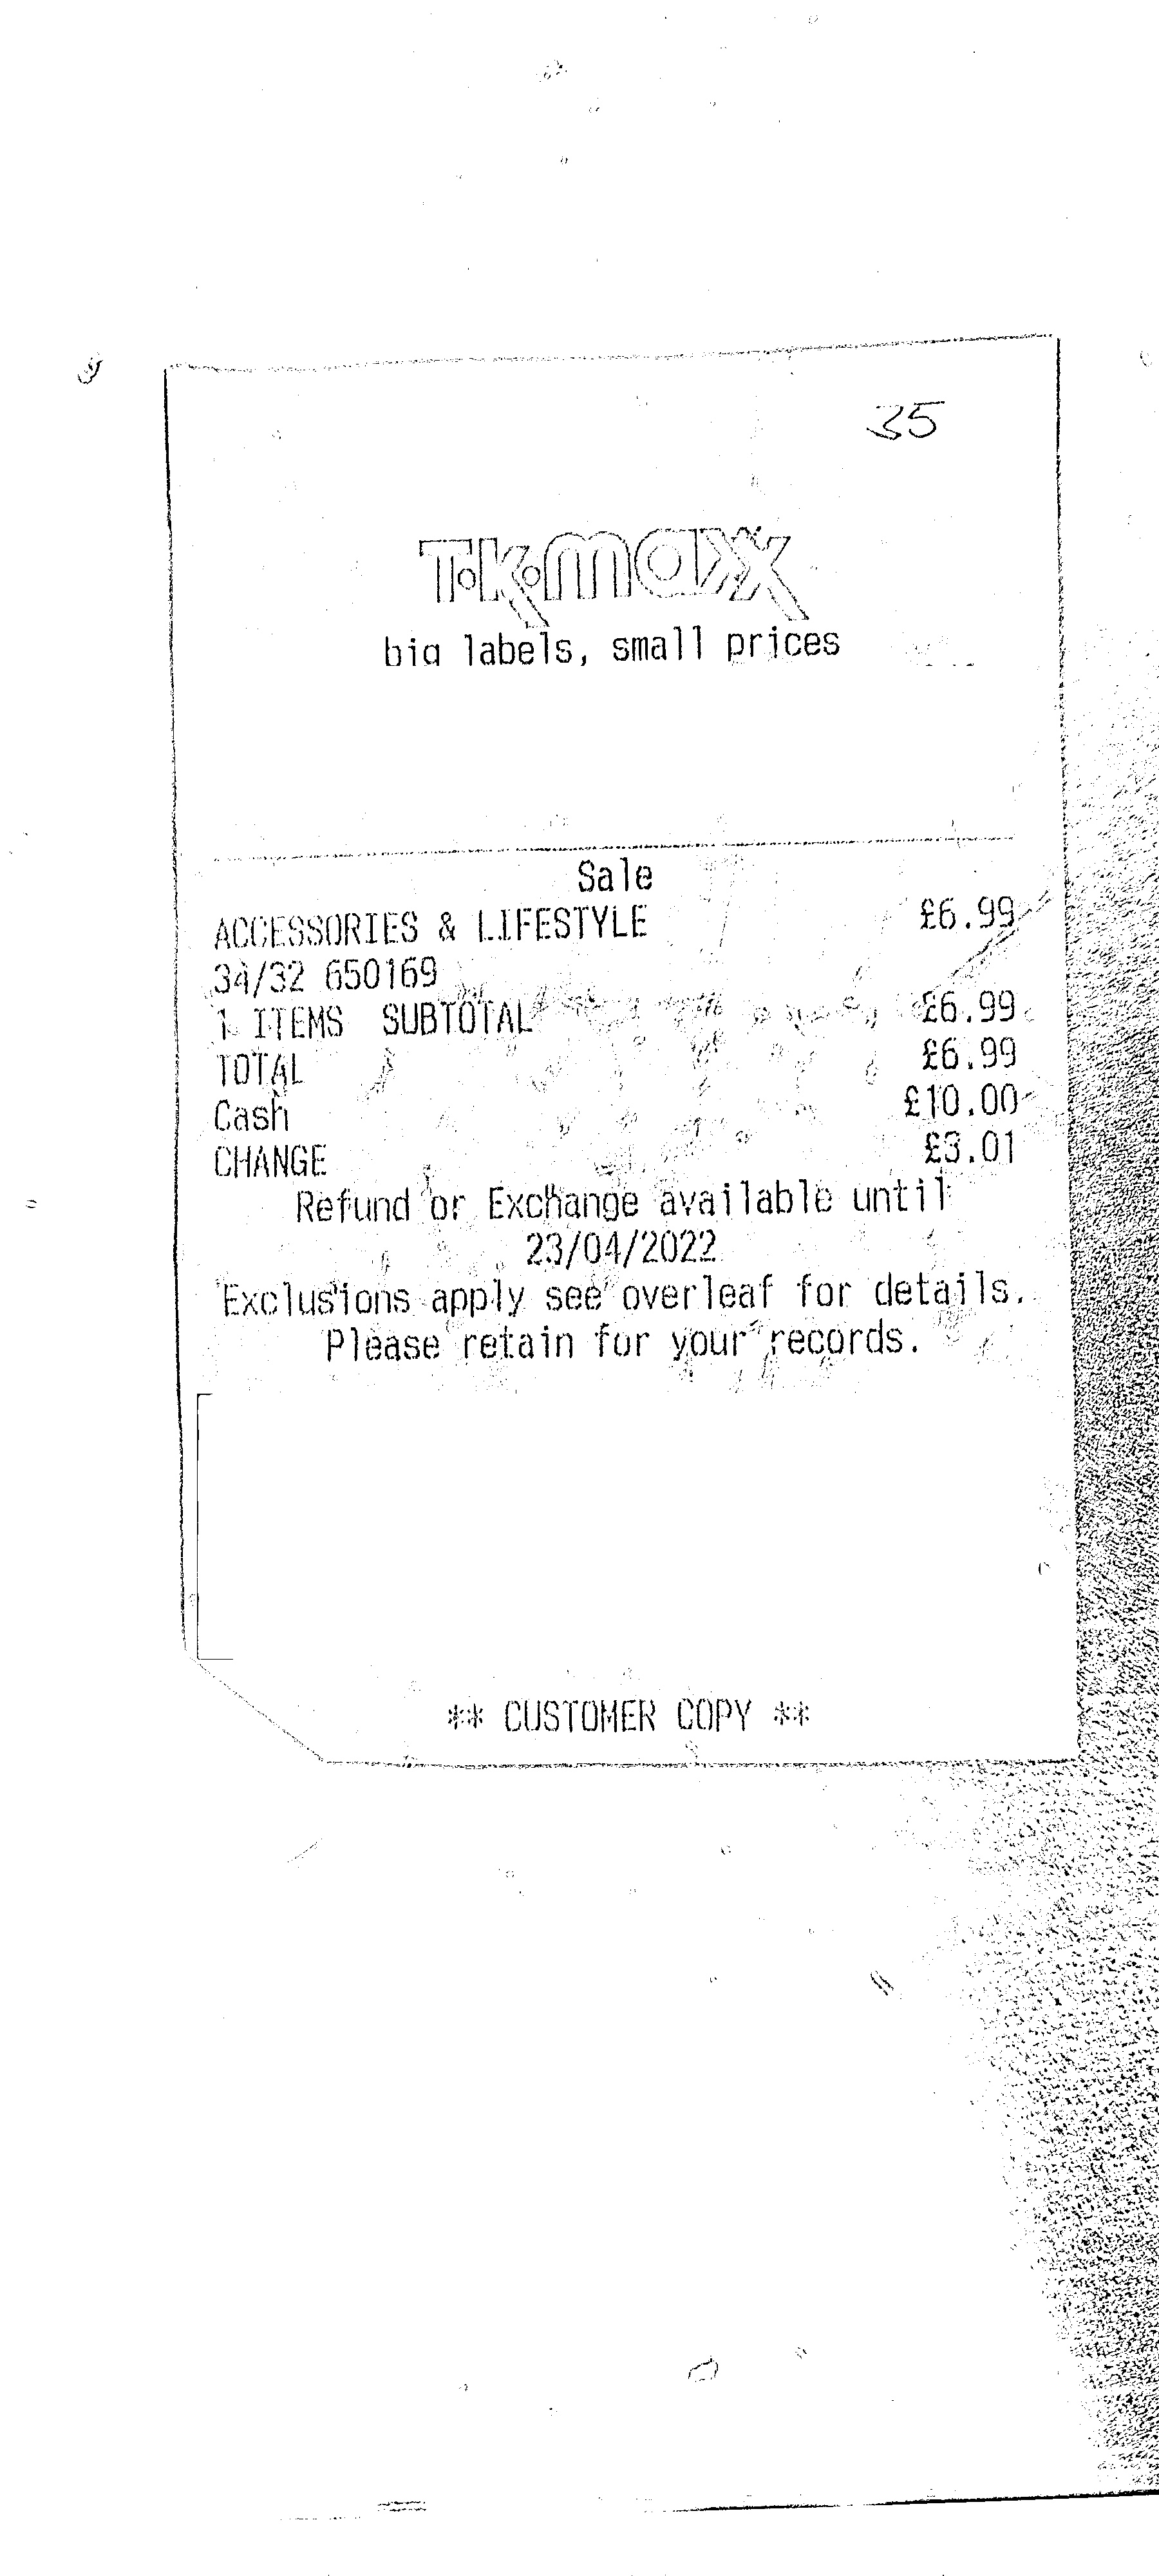 35
T·K·maxx
big labels, small prices
Sale
ACCESSORIES & LIFESTYLE £6.99
34/32 650169
1 ITEMS SUBTOTAL £6.99
TOTAL £6.99
Cash £10.00
CHANGE £3.01
Refund or Exchange available until
23/04/2022
Exclusions apply see overleaf for details.
Please retain for your records.
** CUSTOMER COPY **